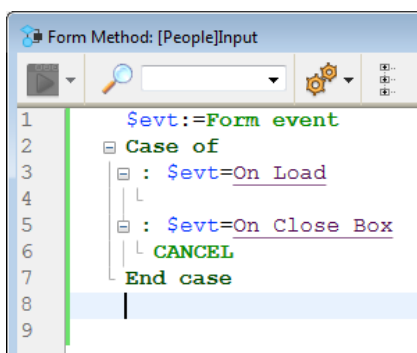 Form Method: [People]Input
1 $evt:=Form event
2 Case of
3 : $evt=On Load
4
5 : $evt=On Close Box
6 CANCEL
7 End case
8
9